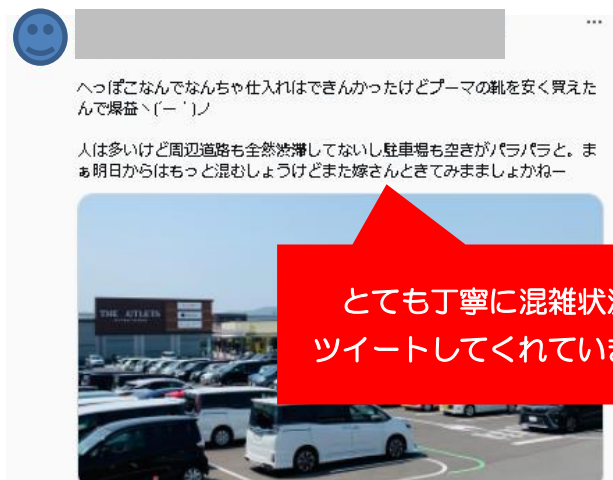 へっぽこなんでなんちゃ仕入れはできんかったけどプーマの靴を安く買えた
んで爆益ヽ(´ー｀)ノ
人は多いけど周辺道路も全然渋滞してないし駐車場も空きがパラパラと。ま
ぁ明日からはもっと混むしょうけどまた嫁さんときてみまましょかねー
THE OUTLETS
とても丁寧に混雑状況
ツイートしてくれていま